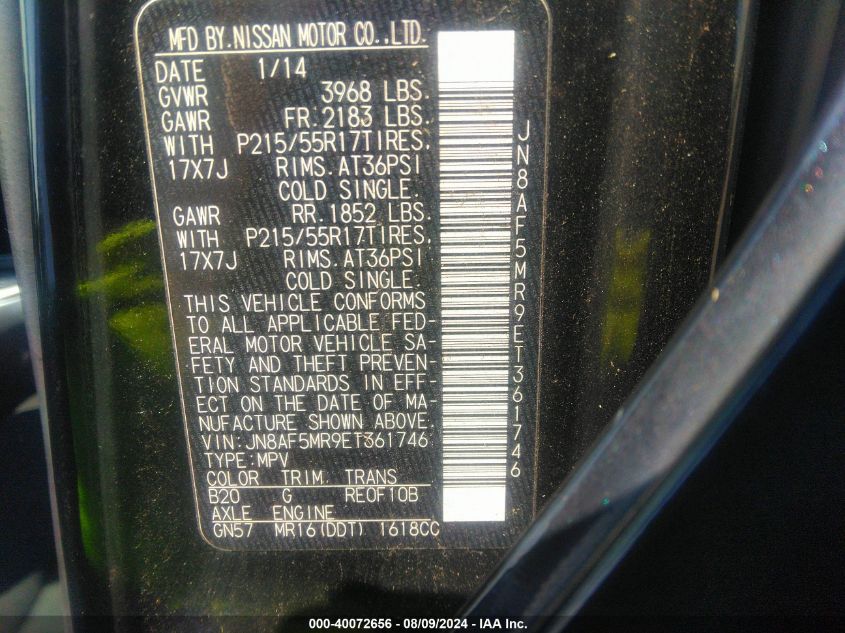 MFD BY.NISSAN MOTOR CO.,LTD.
DATE 1/14
GVWR 3968 LBS.
GAWR FR.2183 LBS.
WITH P215/55R17TIRES.
17X7J RIMS.AT36PSI
COLD SINGLE.
GAWR RR.1852 LBS.
WITH P215/55R17TIRES.
17X7J RIMS.AT36PSI
COLD SINGLE.
THIS VEHICLE CONFORMS
TO ALL APPLICABLE FED-
ERAL MOTOR VEHICLE SA-
FETY AND THEFT PREVEN-
TION STANDARDS IN EFF-
ECT ON THE DATE OF MA-
NUFACTURE SHOWN ABOVE.
VIN:JN8AF5MR9ET361746
TYPE:MPV
COLOR TRIM TRANS
B20 G RE0F10B
AXLE ENGINE
GN57 MR16(DDT) 1618CC
JN8AF5MR9ET361746
000-40072656 - 08/09/2024 - IAA Inc.